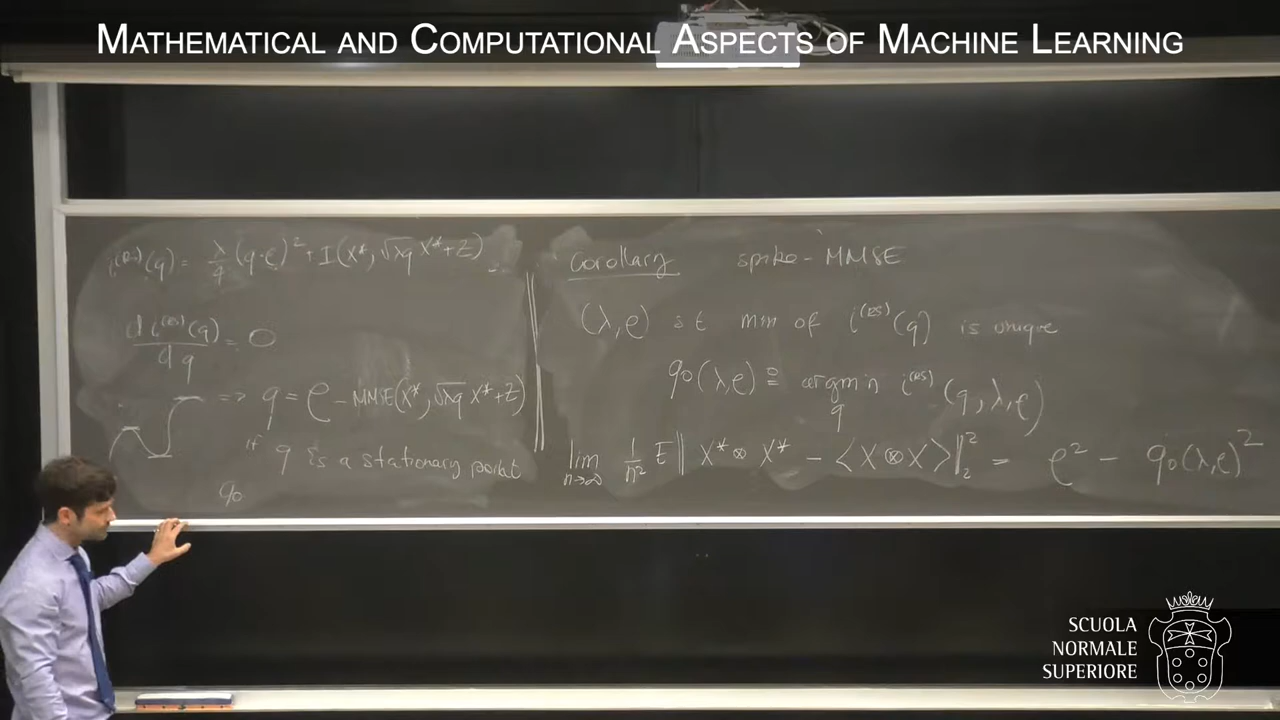 MATHEMATICAL AND COMPUTATIONAL ASPECTS OF MACHINE LEARNING
i^(RS)(q) = λ/4 (q-ρ)² + I(X*; √λq X* + Z)
d i^(RS)(q) / dq = 0
=> q = ρ - MMSE(X*, √λq X* + Z)
if q is a stationary point
q₀
Corollary spike-MMSE
(λ,ρ) s.t min of i^(RS)(q) is unique
q₀(λ,ρ) ≅ argmin_q i^(RS)(q,λ,ρ)
lim_{n→∞} 1/n² E ‖ X* ⊗ X* - <X ⊗ X> ‖₂² = ρ² - q₀(λ,ρ)²
SCUOLA
NORMALE
SUPERIORE